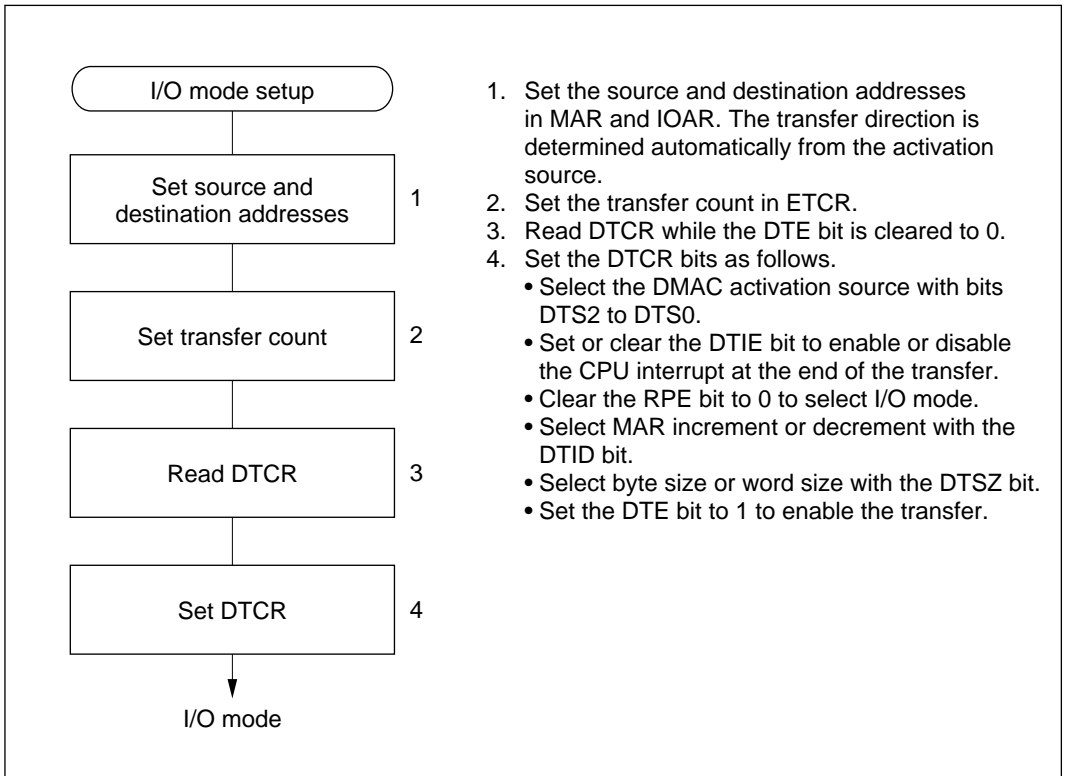 I/O mode setup
Set source and
destination addresses
1
Set transfer count
2
Read DTCR
3
Set DTCR
4
I/O mode
1. Set the source and destination addresses
in MAR and IOAR. The transfer direction is
determined automatically from the activation
source.
2. Set the transfer count in ETCR.
3. Read DTCR while the DTE bit is cleared to 0.
4. Set the DTCR bits as follows.
• Select the DMAC activation source with bits
DTS2 to DTS0.
• Set or clear the DTIE bit to enable or disable
the CPU interrupt at the end of the transfer.
• Clear the RPE bit to 0 to select I/O mode.
• Select MAR increment or decrement with the
DTID bit.
• Select byte size or word size with the DTSZ bit.
• Set the DTE bit to 1 to enable the transfer.